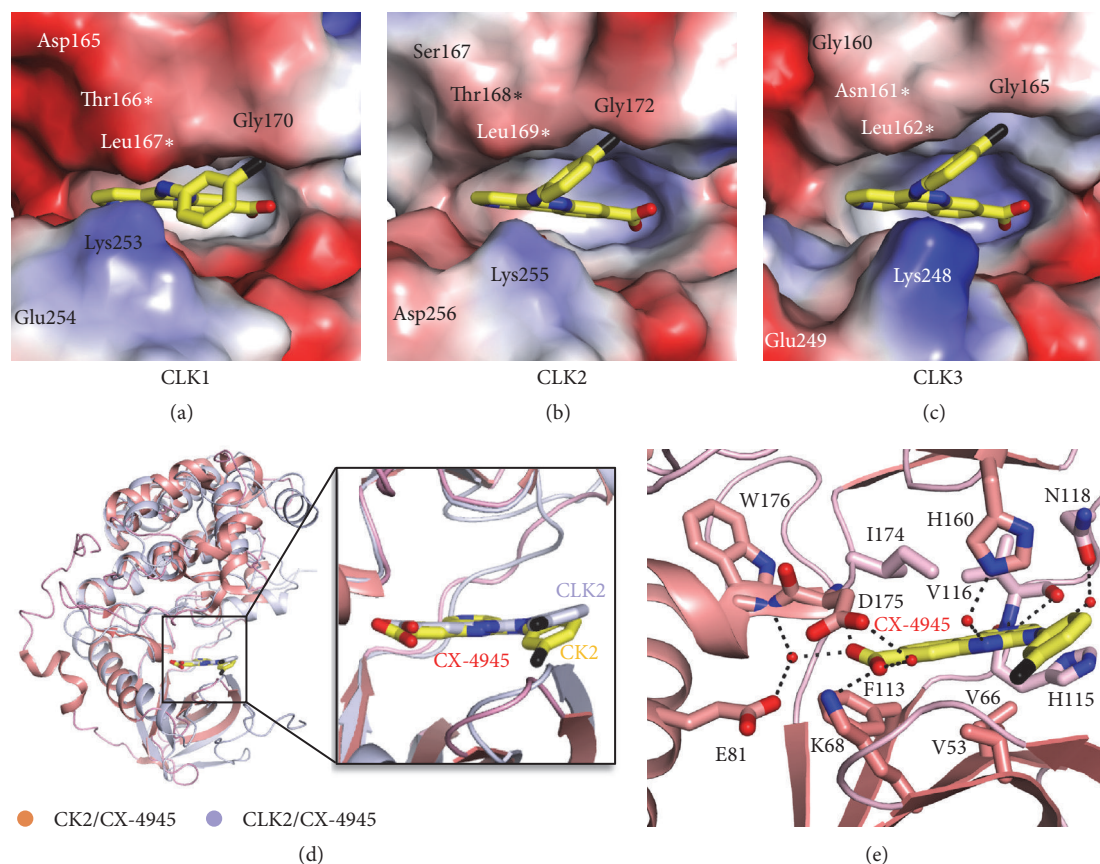 Asp165
Thr166*
Leu167*
Gly170
Lys253
Glu254
CLK1
(a)
Ser167
Thr168*
Leu169*
Gly172
Lys255
Asp256
CLK2
(b)
Gly160
Asn161*
Gly165
Leu162*
Lys248
Glu249
CLK3
(c)
CLK2
CX-4945
CK2
CK2/CX-4945
CLK2/CX-4945
(d)
W176
N118
H160
I174
V116
D175
CX-4945
F113
V66
H115
E81
K68
V53
(e)